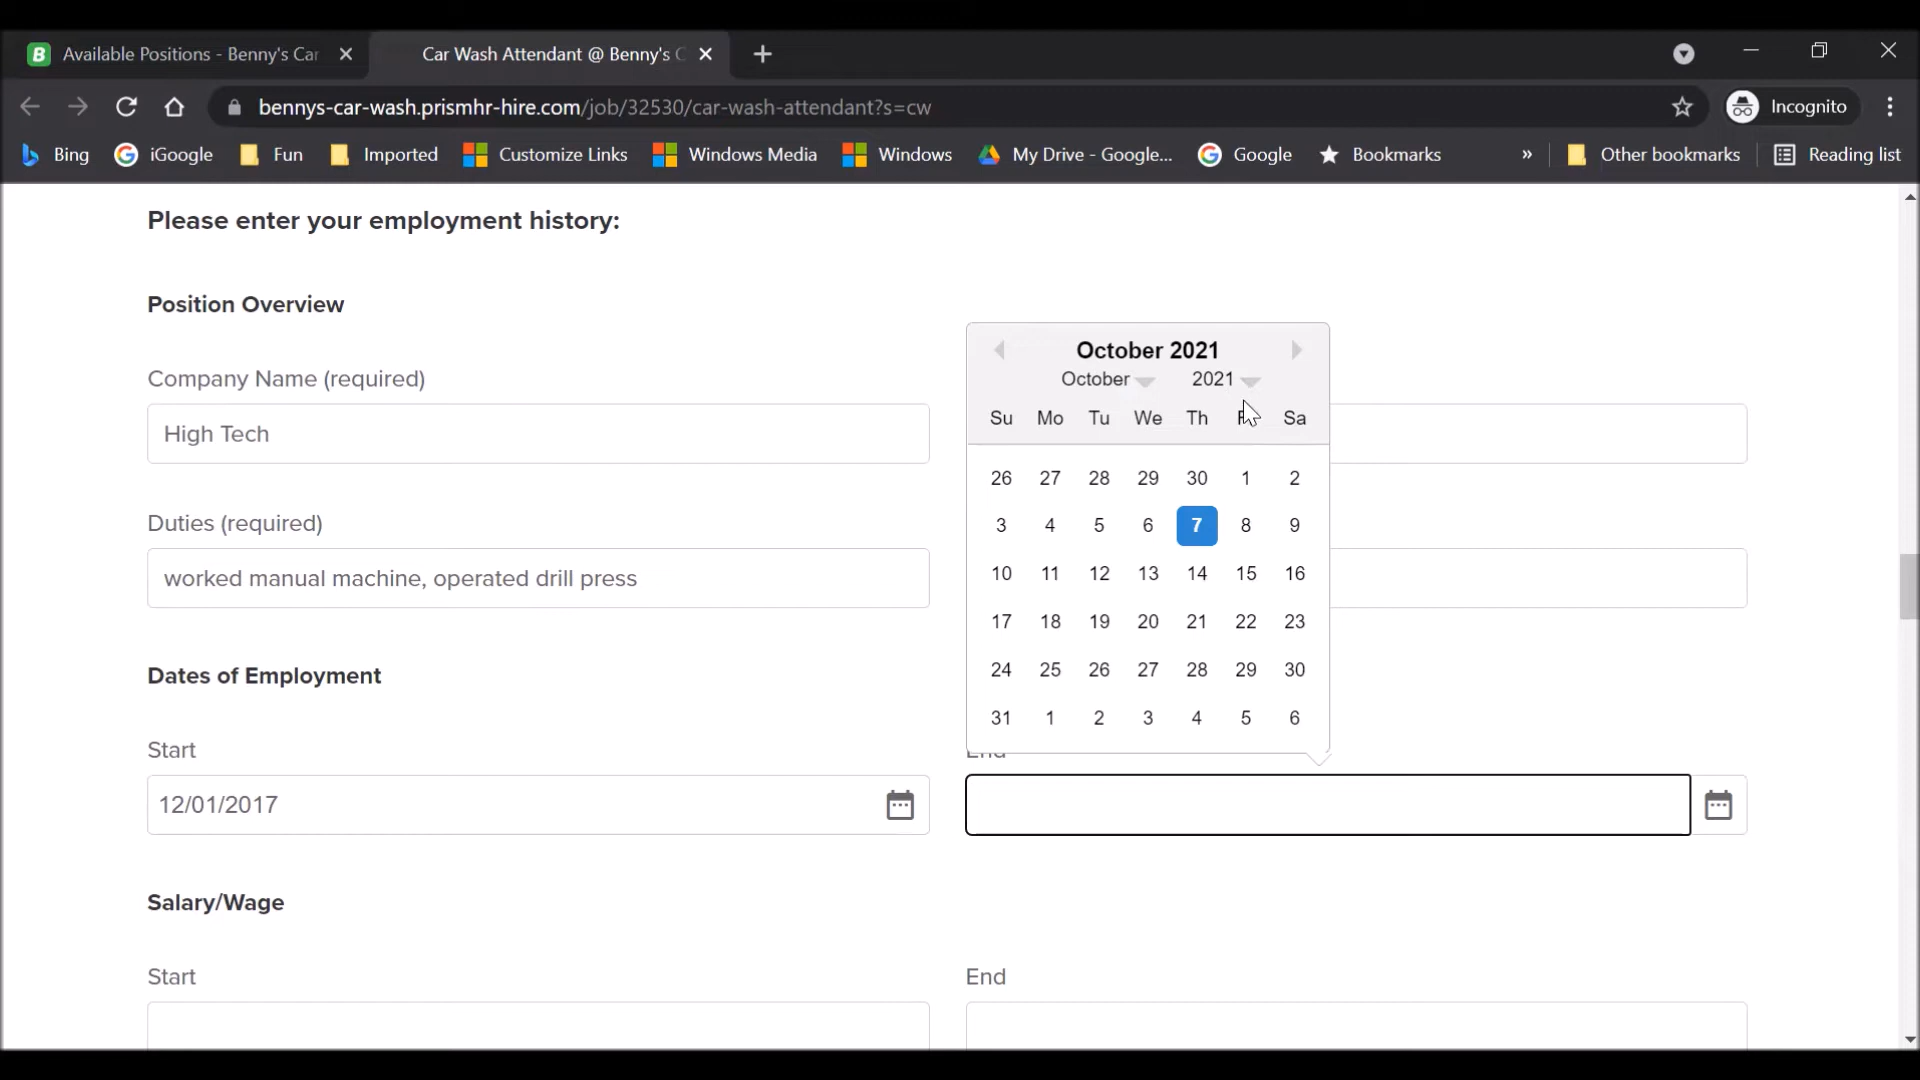 Available Positions - Benny's Car
Car Wash Attendant @ Benny's C
bennys-car-wash.prismhr-hire.com/job/32530/car-wash-attendant?s=cw
Incognito
Bing iGoogle Fun Imported Customize Links Windows Media Windows My Drive - Google... Google Bookmarks » Other bookmarks Reading list
Please enter your employment history:
Position Overview
Company Name (required)
High Tech
Duties (required)
worked manual machine, operated drill press
October 2021
October 2021
Su Mo Tu We Th Sa
26 27 28 29 30 1 2
3 4 5 6 7 8 9
10 11 12 13 14 15 16
17 18 19 20 21 22 23
24 25 26 27 28 29 30
31 1 2 3 4 5 6
Dates of Employment
Start
End
12/01/2017
Salary/Wage
Start
End